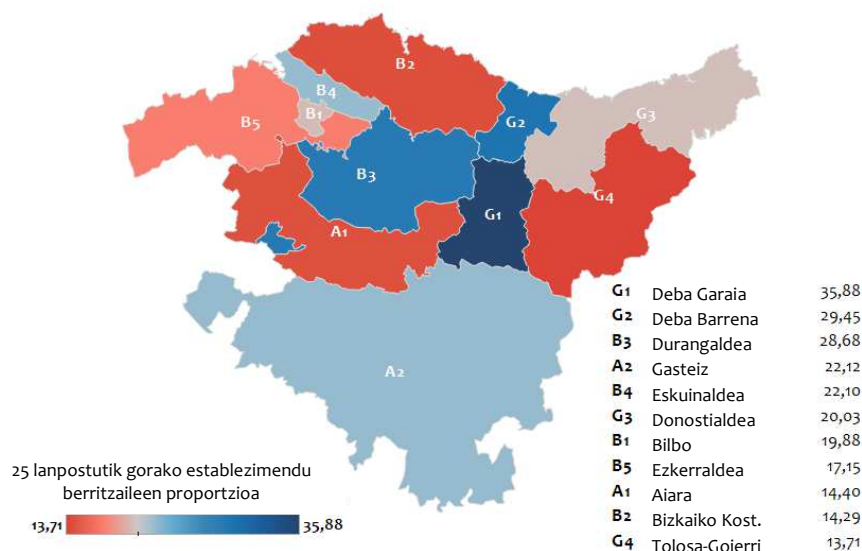 B2
B4
B1
B5
G2
G3
B3
G4
G1
A1
A2
G1 Deba Garaia 35,88
G2 Deba Barrena 29,45
B3 Durangaldea 28,68
A2 Gasteiz 22,12
B4 Eskuinaldea 22,10
G3 Donostialdea 20,03
B1 Bilbo 19,88
B5 Ezkerraldea 17,15
A1 Aiara 14,40
B2 Bizkaiko Kost. 14,29
G4 Tolosa-Goierri 13,71
25 lanpostutik gorako establezimendu
berritzaileen proportzioa
13,71 35,88